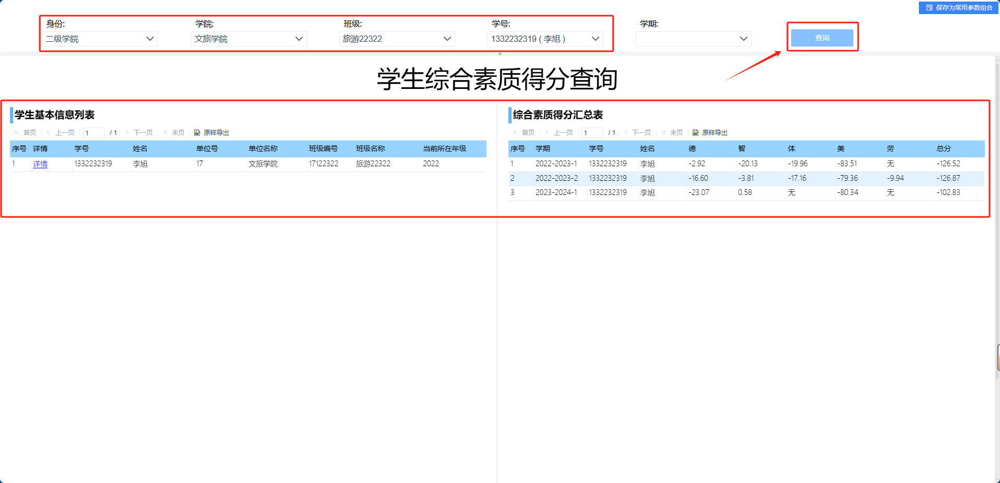 保存为常用参数组合
身份: 学院: 班级: 学号: 学期:
二级学院 文旅学院 旅游22322 1332232319 ( 李旭 ) 查询
学生综合素质得分查询
学生基本信息列表
首页 上一页 1 / 1 下一页 末页 原样导出
序号 详情 学号 姓名 单位号 单位名称 班级编号 班级名称 当前所在年级
1 详情 1332232319 李旭 17 文旅学院 17122322 旅游22322 2022
综合素质得分汇总表
首页 上一页 1 / 1 下一页 末页 原样导出
序号 学期 学号 姓名 德 智 体 美 劳 总分
1 2022-2023-1 1332232319 李旭 -2.92 -20.13 -19.96 -83.51 无 -126.52
2 2022-2023-2 1332232319 李旭 -16.60 -3.81 -17.16 -79.36 -9.94 -126.87
3 2023-2024-1 1332232319 李旭 -23.07 0.58 无 -80.34 无 -102.83